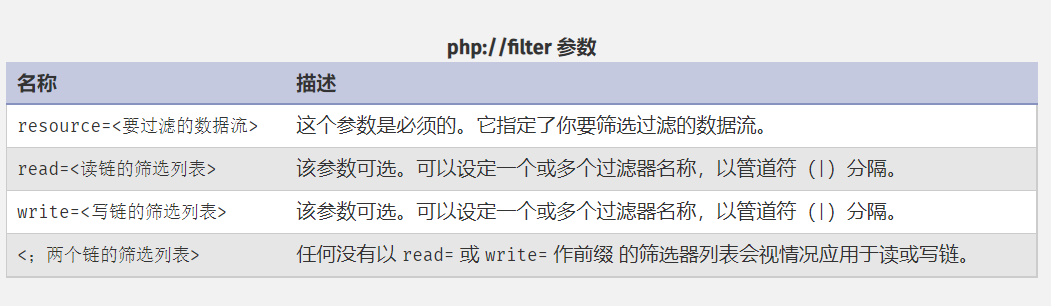 php://filter 参数
名称 描述
resource=<要过滤的数据流> 这个参数是必须的。它指定了你要筛选过滤的数据流。
read=<读链的筛选列表> 该参数可选。可以设定一个或多个过滤器名称，以管道符（|）分隔。
write=<写链的筛选列表> 该参数可选。可以设定一个或多个过滤器名称，以管道符（|）分隔。
<；两个链的筛选列表> 任何没有以 read= 或 write= 作前缀 的筛选器列表会视情况应用于读或写链。